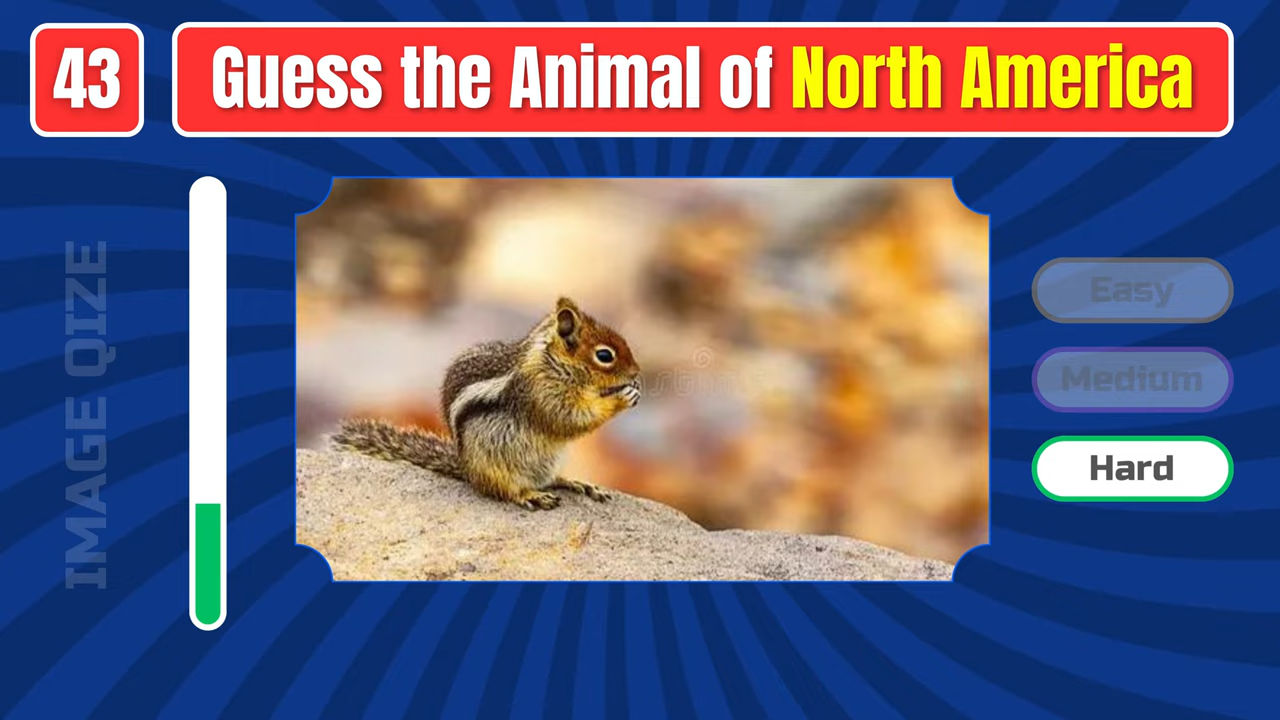 43
Guess the Animal of North America
IMAGE QIZE
Easy
Medium
Hard